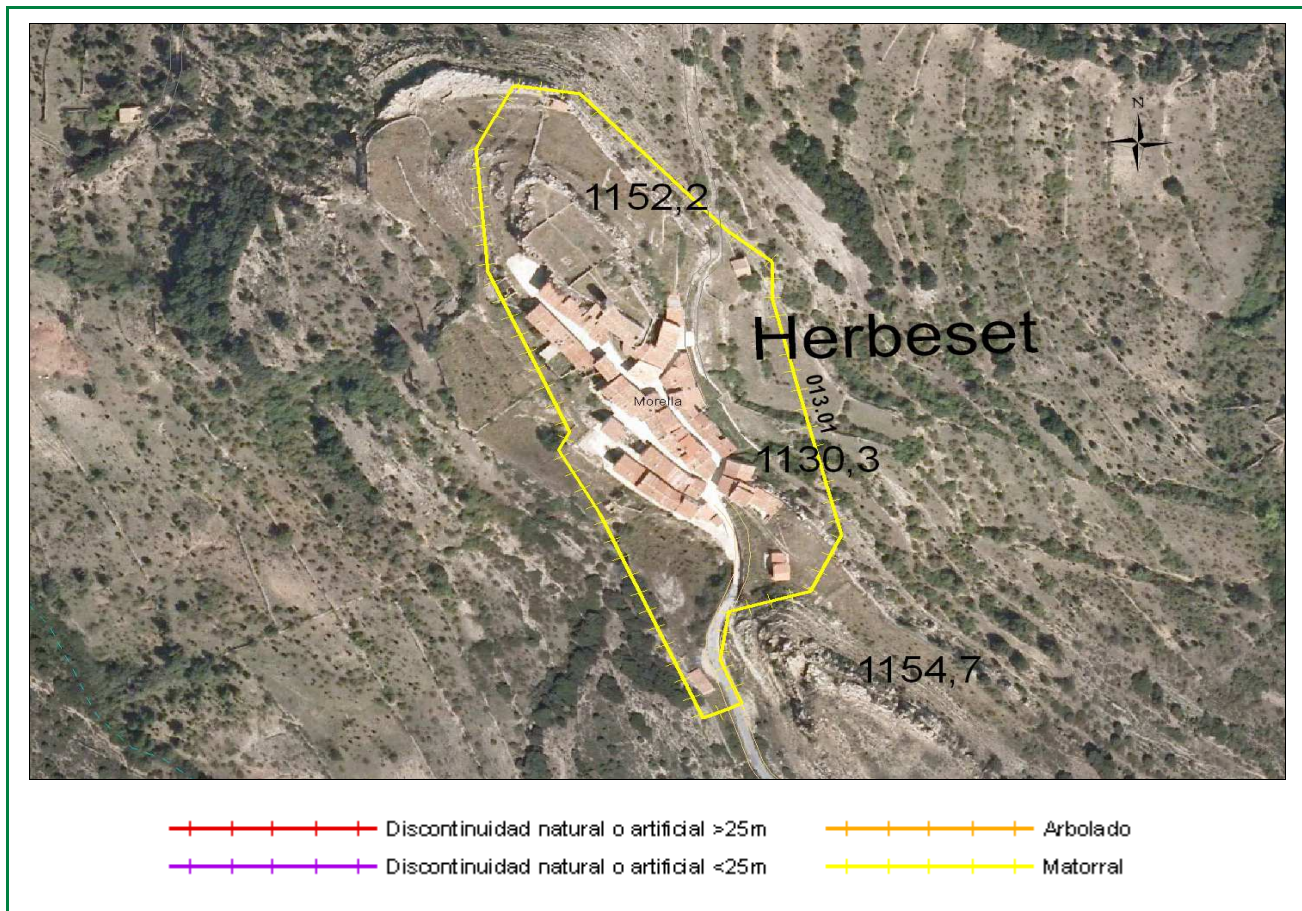 N
1152,2
Herbeset
013.01
Morella
1130,3
1154,7
Discontinuidad natural o artificial >25m
Arbolado
Discontinuidad natural o artificial <25m
Matorral